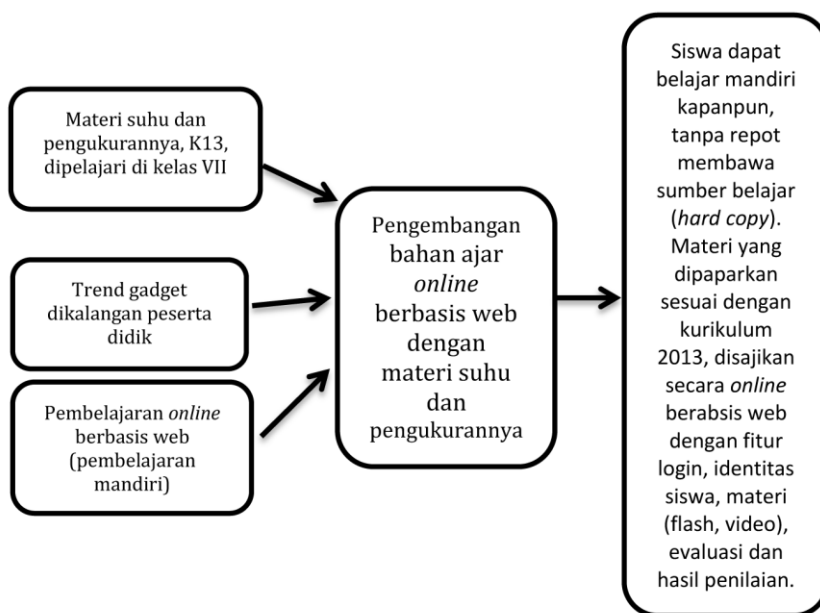 Materi suhu dan
pengukurannya, K13,
dipelajari di kelas VII
Trend gadget
dikalangan peserta
didik
Pembelajaran online
berbasis web
(pembelajaran
mandiri)
Pengembangan
bahan ajar
online
berbasis web
dengan
materi suhu
dan
pengukurannya
Siswa dapat
belajar mandiri
kapanpun,
tanpa repot
membawa
sumber belajar
(hard copy).
Materi yang
dipaparkan
sesuai dengan
kurikulum
2013, disajikan
secara online
berabsis web
dengan fitur
login, identitas
siswa, materi
(flash, video),
evaluasi dan
hasil penilaian.